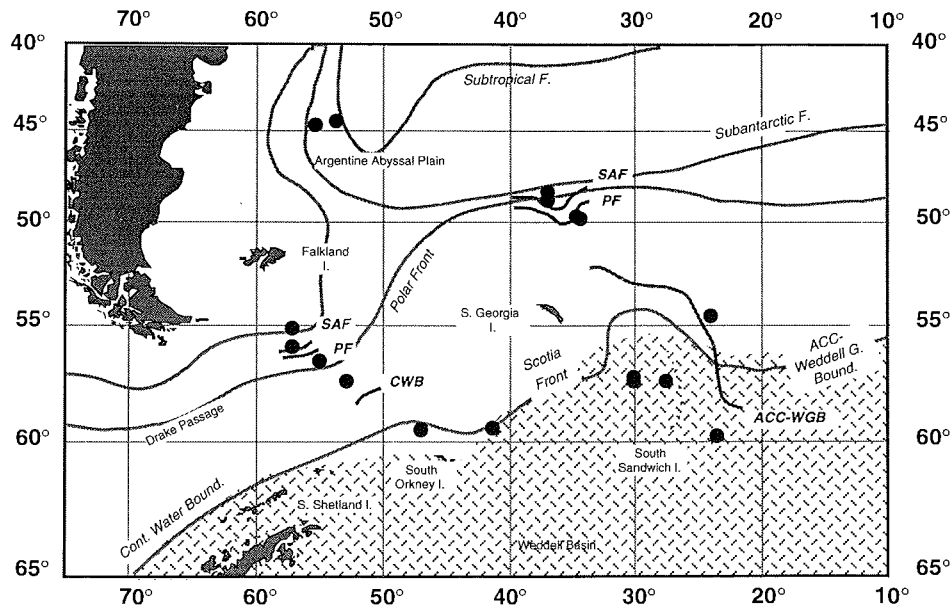 70° 60° 50° 40° 30° 20° 10°
40° 40°
Subtropical F.
45° 45°
Subantarctic F.
Argentine Abyssal Plain
SAF
PF
50° 50°
Falkland
I.
Polar Front
S. Georgia
I.
55° 55°
SAF
PF
Scotia
Front
ACC-
Weddell G.
Bound.
CWB
ACC-WGB
Drake Passage
60° 60°
South
Orkney I.
South
Sandwich I.
Cont. Water Bound.
S. Shetland I.
Weddell Basin
65° 65°
70° 60° 50° 40° 30° 20° 10°